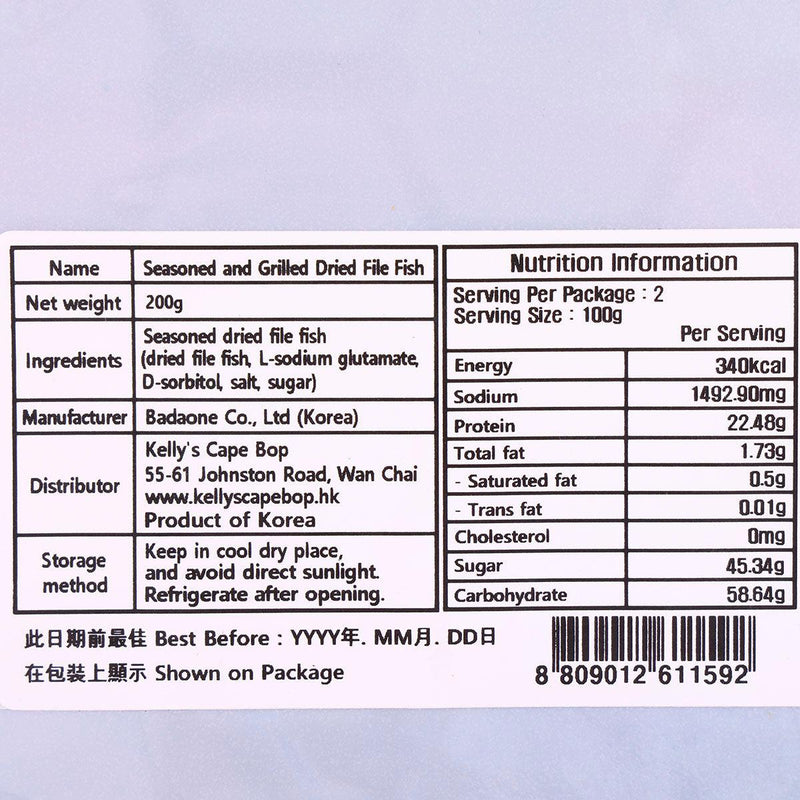 Name Seasoned and Grilled Dried File Fish
Net weight 200g
Ingredients
Seasoned dried file fish
(dried file fish, L-sodium glutamate,
D-sorbitol, salt, sugar)
Manufacturer Badaone Co., Ltd (Korea)
Distributor
Kelly's Cape Bop
55-61 Johnston Road, Wan Chai
www.kellyscapebop.hk
Product of Korea
Storage
method
Keep in cool dry place,
and avoid direct sunlight.
Refrigerate after opening.
Nutrition Information
Serving Per Package : 2
Serving Size : 100g
Per Serving
Energy 340kcal
Sodium 1492.90mg
Protein 22.48g
Total fat 1.73g
- Saturated fat 0.5g
- Trans fat 0.01g
Cholesterol 0mg
Sugar 45.34g
Carbohydrate 58.64g
此日期前最佳 Best Before : YYYY年. MM月. DD日
在包裝上顯示 Shown on Package
8 809012 611592